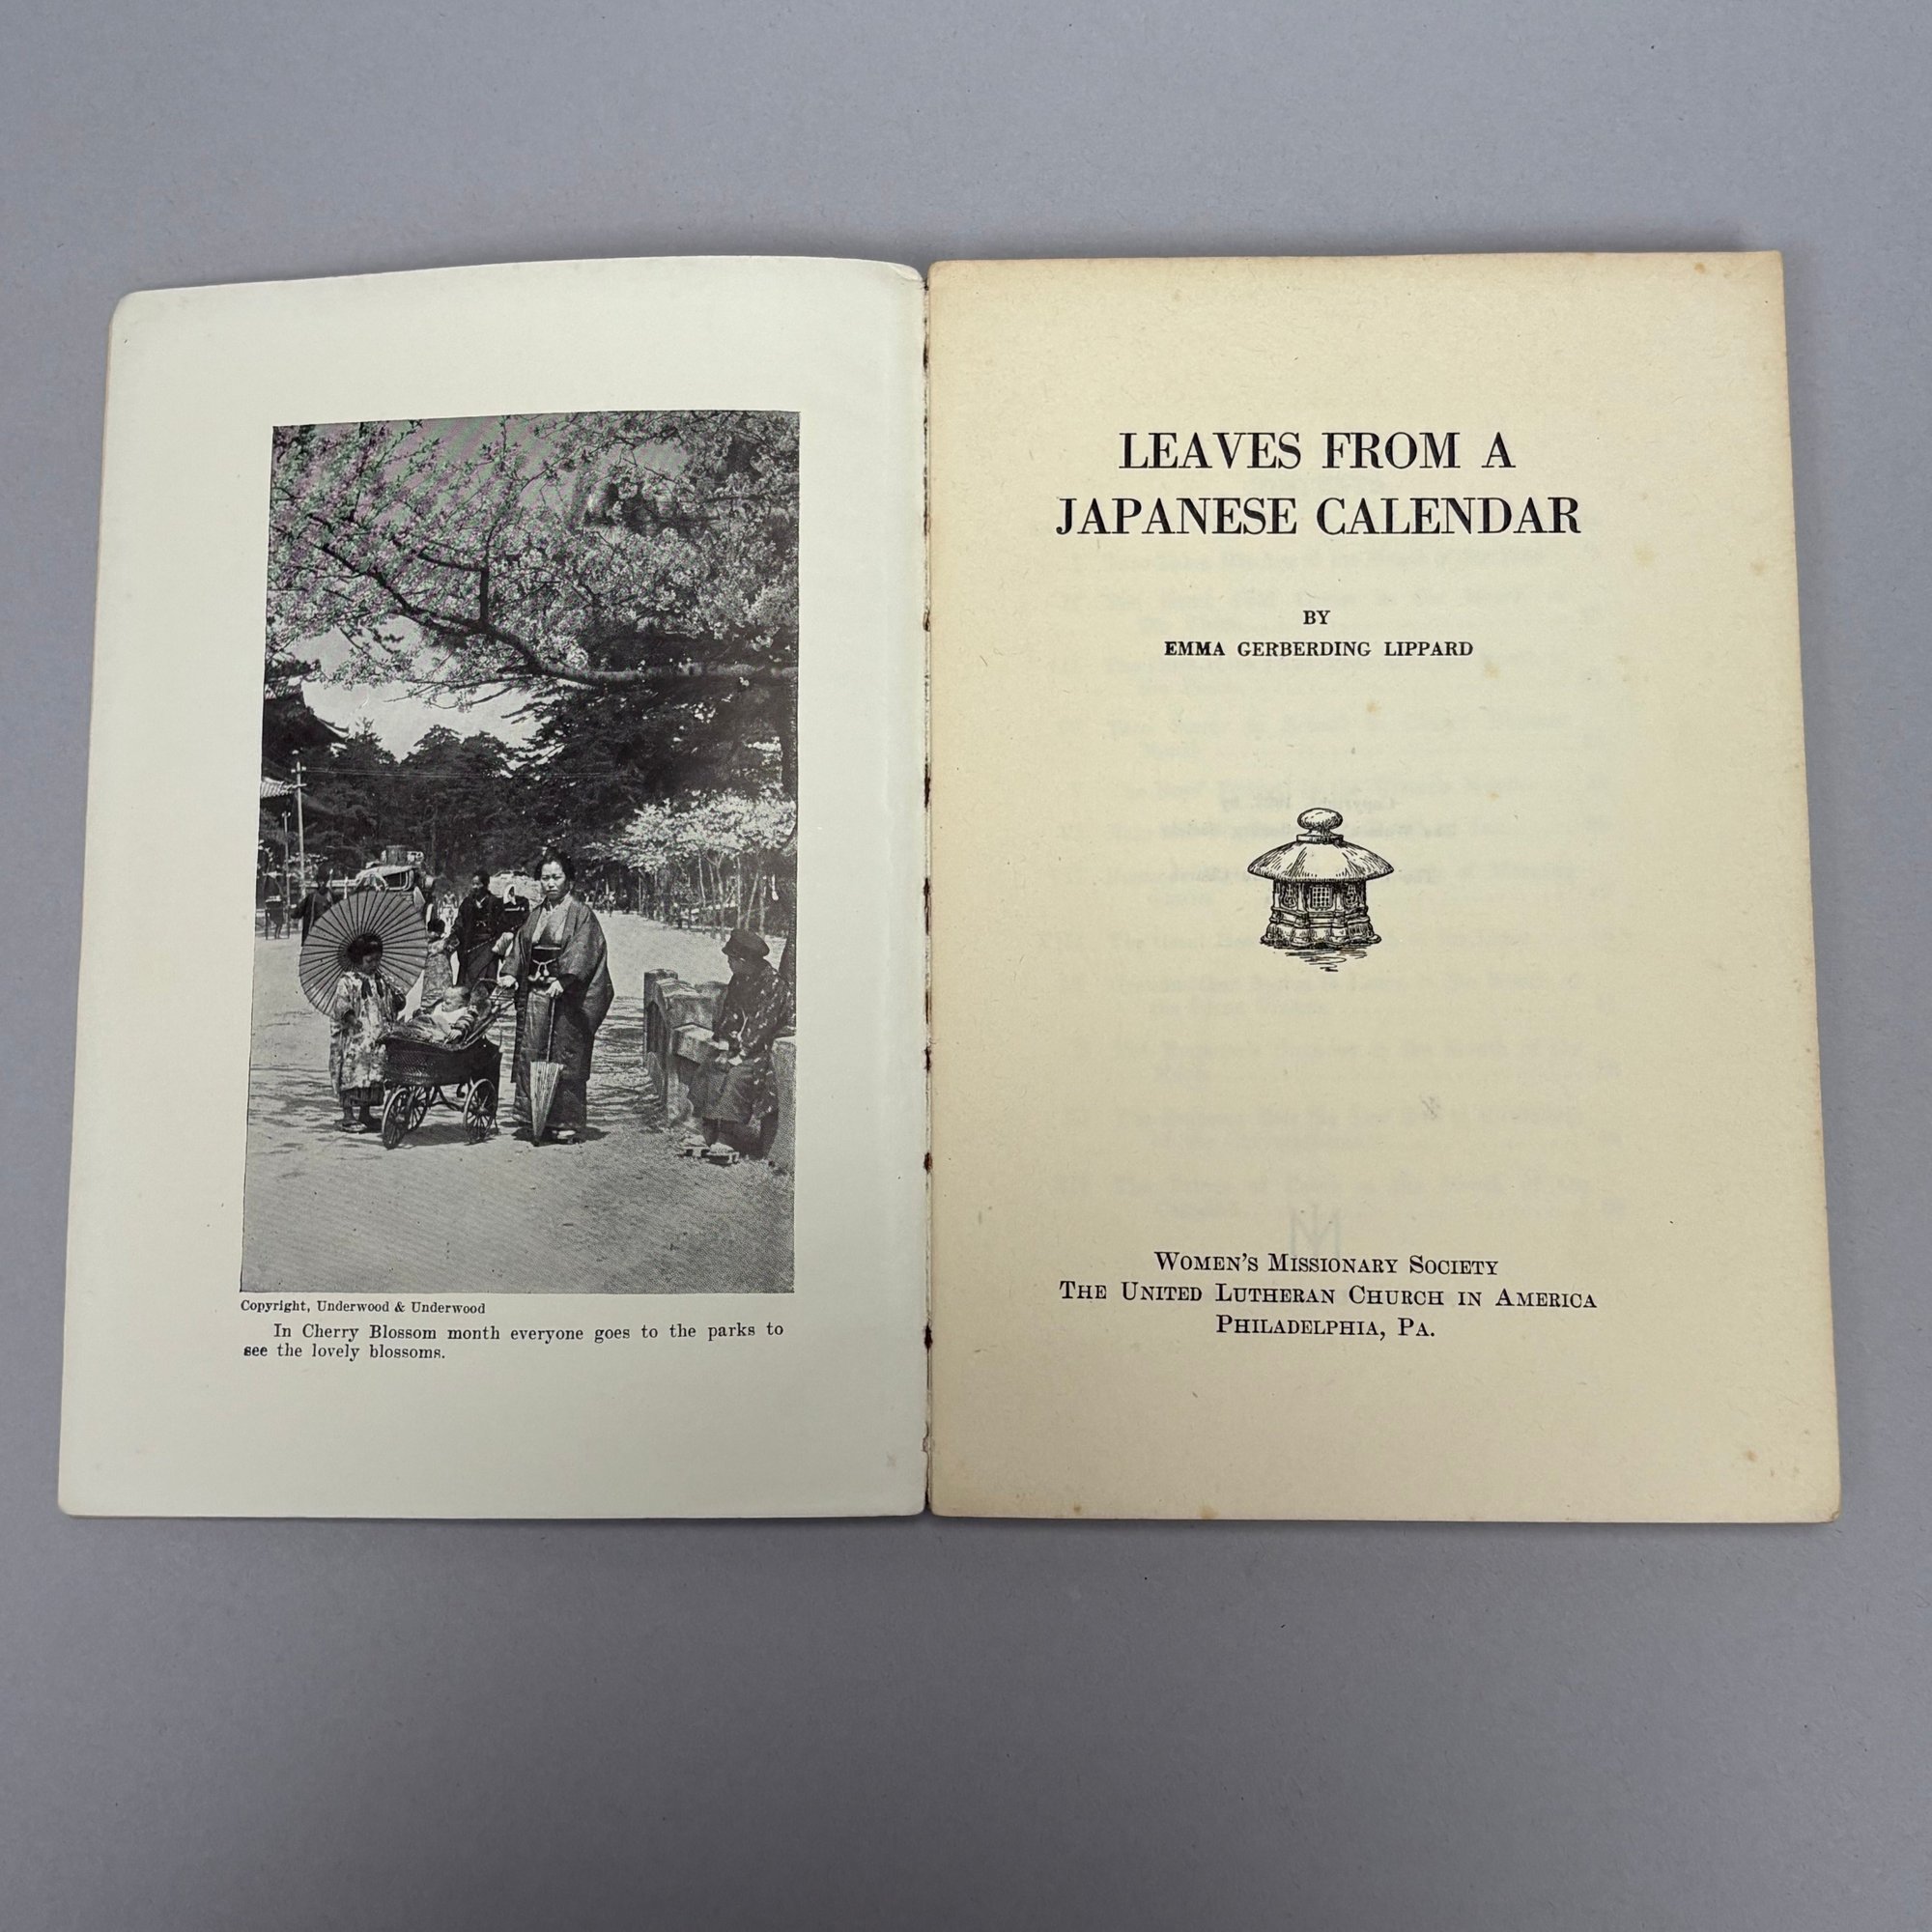 Copyright, Underwood & Underwood
In Cherry Blossom month everyone goes to the parks to
see the lovely blossoms.
LEAVES FROM A
JAPANESE CALENDAR
BY
EMMA GERBERDING LIPPARD
WOMEN'S MISSIONARY SOCIETY
THE UNITED LUTHERAN CHURCH IN AMERICA
PHILADELPHIA, PA.